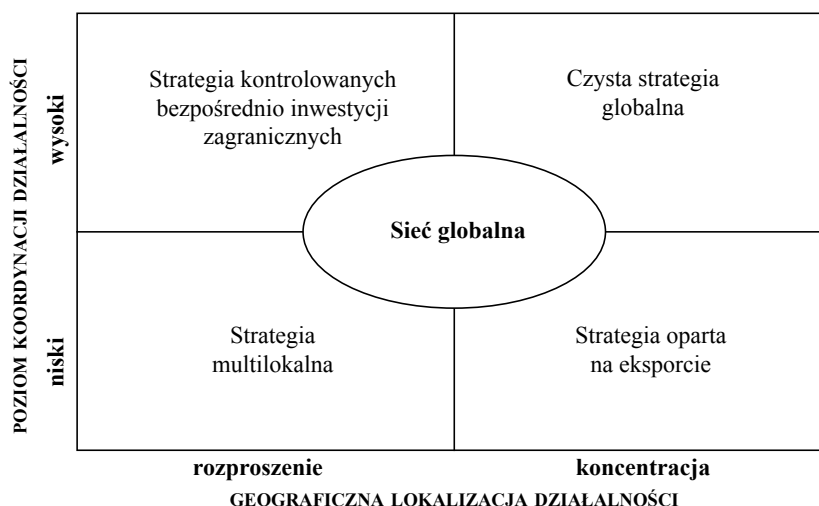 POZIOM KOORDYNACJI DZIAŁALNOŚCI
wysoki
niski
Strategia kontrolowanych
bezpośrednio inwestycji
zagranicznych
Czysta strategia
globalna
Sieć globalna
Strategia
multilokalna
Strategia oparta
na eksporcie
rozproszenie
koncentracja
GEOGRAFICZNA LOKALIZACJA DZIAŁALNOŚCI